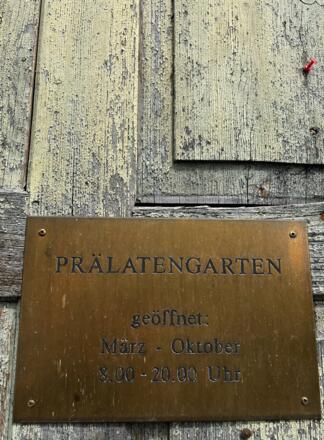 PRÄLATENGARTEN
geöffnet:
März - Oktober
8.00 - 20.00 Uhr